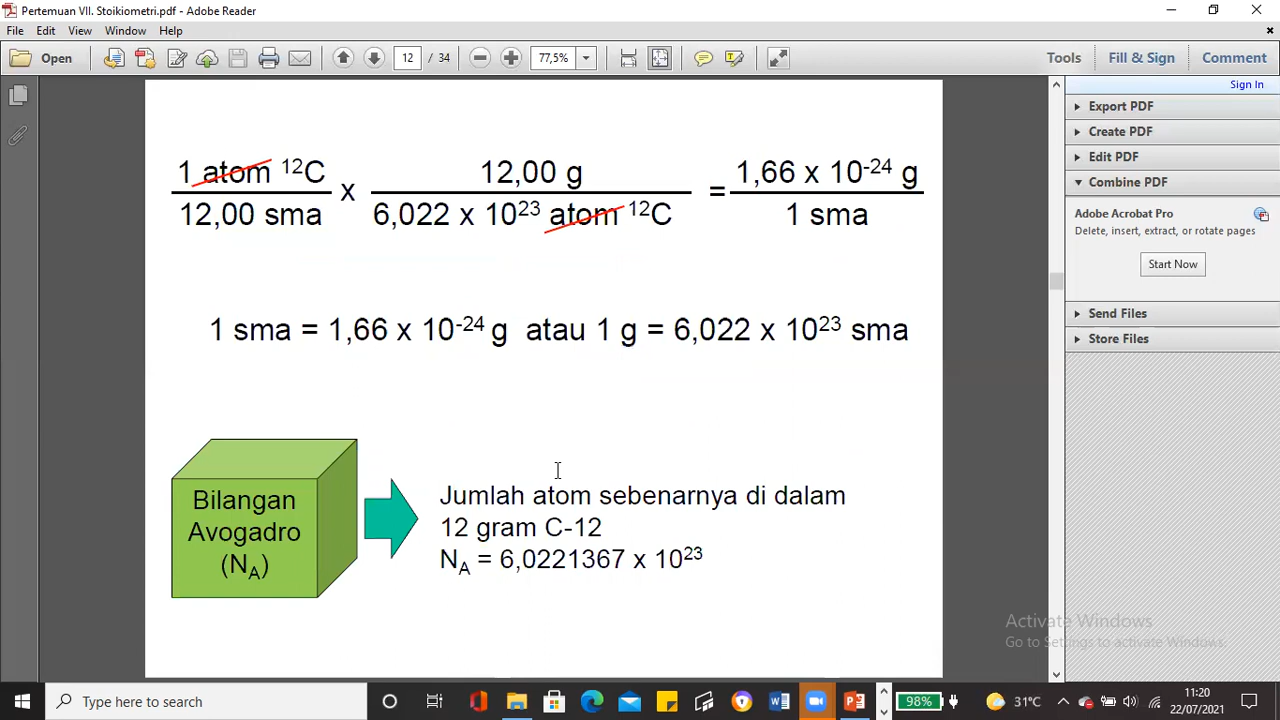 Pertemuan VII. Stoikiometri.pdf - Adobe Reader
File Edit View Window Help
Open 12 / 34 77,5% Tools Fill & Sign Comment
Sign In
Export PDF
Create PDF
Edit PDF
Combine PDF
Adobe Acrobat Pro
Delete, insert, extract, or rotate pages
Start Now
Send Files
Store Files
1 atom ¹²C x 12,00 g = 1,66 x 10⁻²⁴ g
12,00 sma 6,022 x 10²³ atom ¹²C 1 sma
1 sma = 1,66 x 10⁻²⁴ g atau 1 g = 6,022 x 10²³ sma
Bilangan
Avogadro
(N_A)
Jumlah atom sebenarnya di dalam
12 gram C-12
N_A = 6,0221367 x 10²³
Activate Windows
Go to Settings to activate Windows.
Type here to search
98% 31°C 11:20
22/07/2021